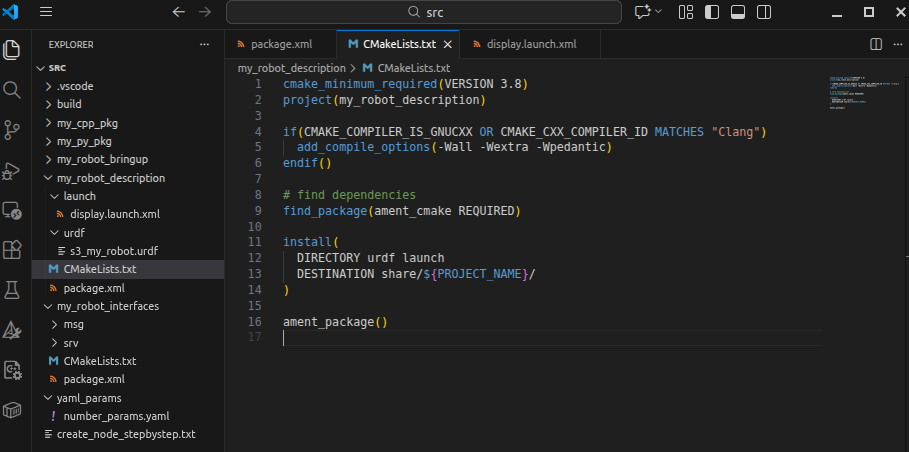 src
EXPLORER
SRC
.vscode
build
my_cpp_pkg
my_py_pkg
my_robot_bringup
my_robot_description
launch
display.launch.xml
urdf
s3_my_robot.urdf
CMakeLists.txt
package.xml
my_robot_interfaces
msg
srv
CMakeLists.txt
package.xml
yaml_params
! number_params.yaml
create_node_stepbystep.txt
package.xml
CMakeLists.txt
display.launch.xml
my_robot_description > CMakeLists.txt
1 cmake_minimum_required(VERSION 3.8)
2 project(my_robot_description)
3
4 if(CMAKE_COMPILER_IS_GNUCXX OR CMAKE_CXX_COMPILER_ID MATCHES "Clang")
5 add_compile_options(-Wall -Wextra -Wpedantic)
6 endif()
7
8 # find dependencies
9 find_package(ament_cmake REQUIRED)
10
11 install(
12 DIRECTORY urdf launch
13 DESTINATION share/${PROJECT_NAME}/
14 )
15
16 ament_package()
17